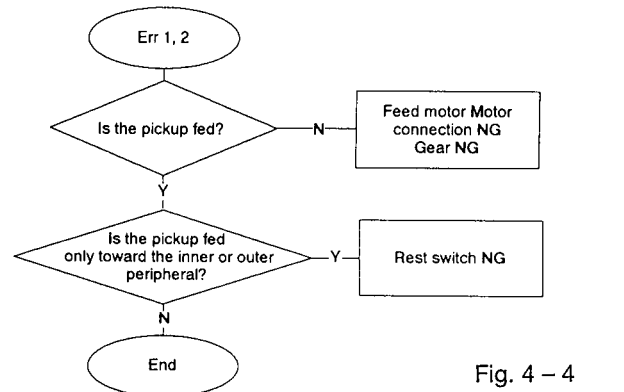 Err 1, 2
Is the pickup fed?
N
Feed motor Motor
connection NG
Gear NG
Y
Is the pickup fed
only toward the inner or outer
peripheral?
Y
Rest switch NG
N
End
Fig. 4 – 4